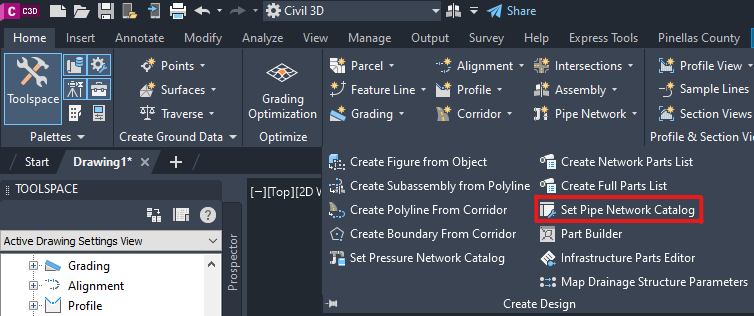 C C3D Civil 3D Share
Home Insert Annotate Modify Analyze View Manage Output Survey Help Express Tools Pinellas County
Toolspace
Points
Surfaces
Traverse
Grading
Optimization
Parcel Alignment Intersections
Feature Line Profile Assembly
Grading Corridor Pipe Network
Profile View
Sample Lines
Section Views
Palettes Create Ground Data Optimize Profile & Section
Start Drawing1*
TOOLSPACE
Active Drawing Settings View
Grading
Alignment
Profile
Prospector
[−][Top][2D
Create Figure from Object
Create Subassembly from Polyline
Create Polyline From Corridor
Create Boundary From Corridor
Set Pressure Network Catalog
Create Network Parts List
Create Full Parts List
Set Pipe Network Catalog
Part Builder
Infrastructure Parts Editor
Map Drainage Structure Parameters
Create Design